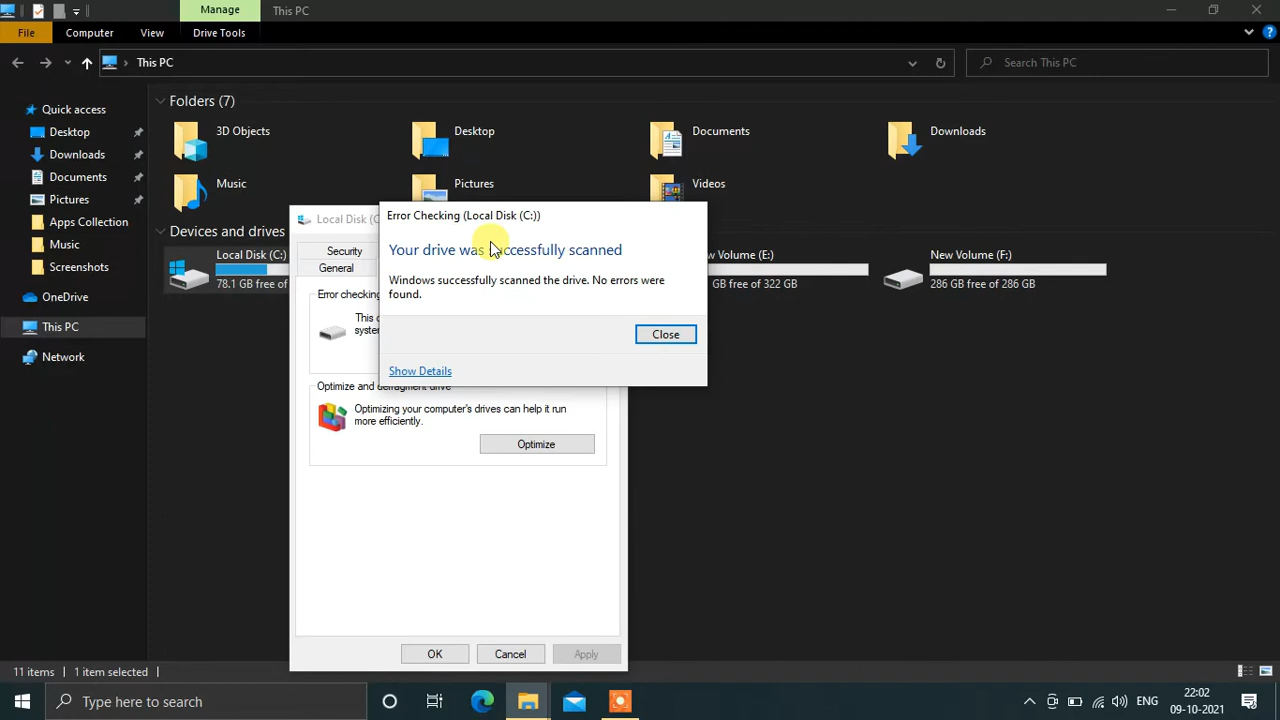 Manage
This PC
File
Computer
View
Drive Tools
This PC
Search This PC
Quick access
Desktop
Downloads
Documents
Pictures
Apps Collection
Music
Screenshots
OneDrive
This PC
Network
Folders (7)
3D Objects
Desktop
Documents
Downloads
Music
Pictures
Videos
Devices and drives
Local Disk (C:)
78.1 GB free of
w Volume (E:)
GB free of 322 GB
New Volume (F:)
286 GB free of 286 GB
Local Disk (C
Security
General
Error checking
This
system
Optimize and defragment drive
Optimizing your computer's drives can help it run
more efficiently.
Optimize
OK
Cancel
Apply
Error Checking (Local Disk (C:))
Your drive was successfully scanned
Windows successfully scanned the drive. No errors were
found.
Close
Show Details
11 items
1 item selected
Type here to search
ENG
22:02
09-10-2021